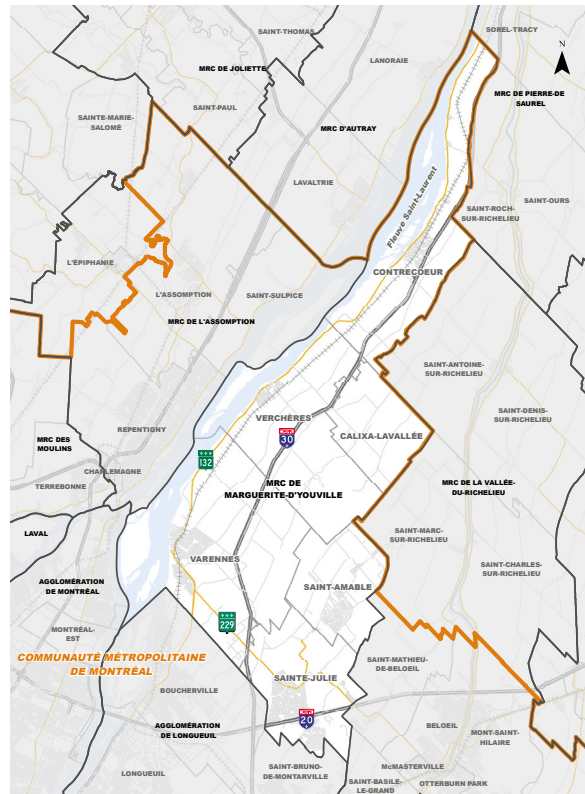 SOREL-TRACY
SAINT-THOMAS
N
LANORAIE
MRC DE JOLIETTE
MRC DE PIERRE-DE
SAUREL
SAINT-PAUL
SAINTE-MARIE-
SALOMÉ
MRC D'AUTRAY
LAVALTRIE
SAINT-OURS
SAINT-ROCH
-SUR-RICHELIEU
Fleuve Saint-Laurent
L'ÉPIPHANIE
CONTRECOEUR
L'ASSOMPTION
SAINT-SULPICE
MRC DE L'ASSOMPTION
SAINT-ANTOINE
-SUR-RICHELIEU
SAINT-DENIS
-SUR-RICHELIEU
VERCHÈRES
REPENTIGNY
30
CALIXA-LAVALLÉE
MRC DES
MOULINS
132
CHARLEMAGNE
TERREBONNE
MRC DE
MARGUERITE-D'YOUVILLE
MRC DE LA VALLÉE-
DU-RICHELIEU
LAVAL
SAINT-MARC
-SUR-RICHELIEU
VARENNES
SAINT-CHARLES
-SUR-RICHELIEU
AGGLOMÉRATION
DE MONTRÉAL
SAINT-AMABLE
229
MONTRÉAL-
EST
COMMUNAUTÉ MÉTROPOLITAINE
DE MONTRÉAL
SAINT-MATHIEU
-DE-BELOEIL
SAINTE-JULIE
BOUCHERVILLE
20
AGGLOMÉRATION
DE LONGUEUIL
BELOEIL
MONT-SAINT-
HILAIRE
LONGUEUIL
SAINT-BRUNO
-DE-MONTARVILLE
McMASTERVILLE
SAINT-BASILE-
LE-GRAND
OTTERBURN PARK